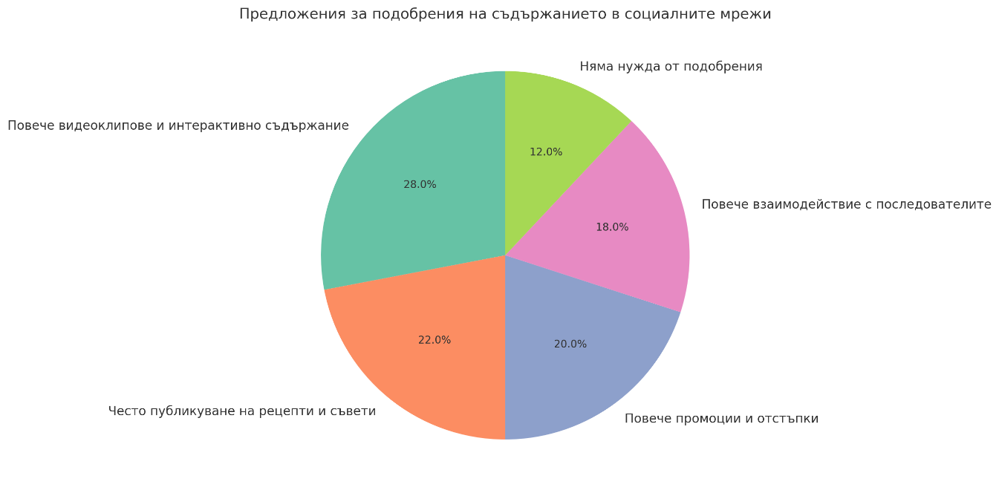 Предложения за подобрения на съдържанието в социалните мрежи
Няма нужда от подобрения
Повече видеоклипове и интерактивно съдържание
12.0%
28.0%
Повече взаимодействие с последователите
18.0%
22.0%
20.0%
Често публикуване на рецепти и съвети
Повече промоции и отстъпки